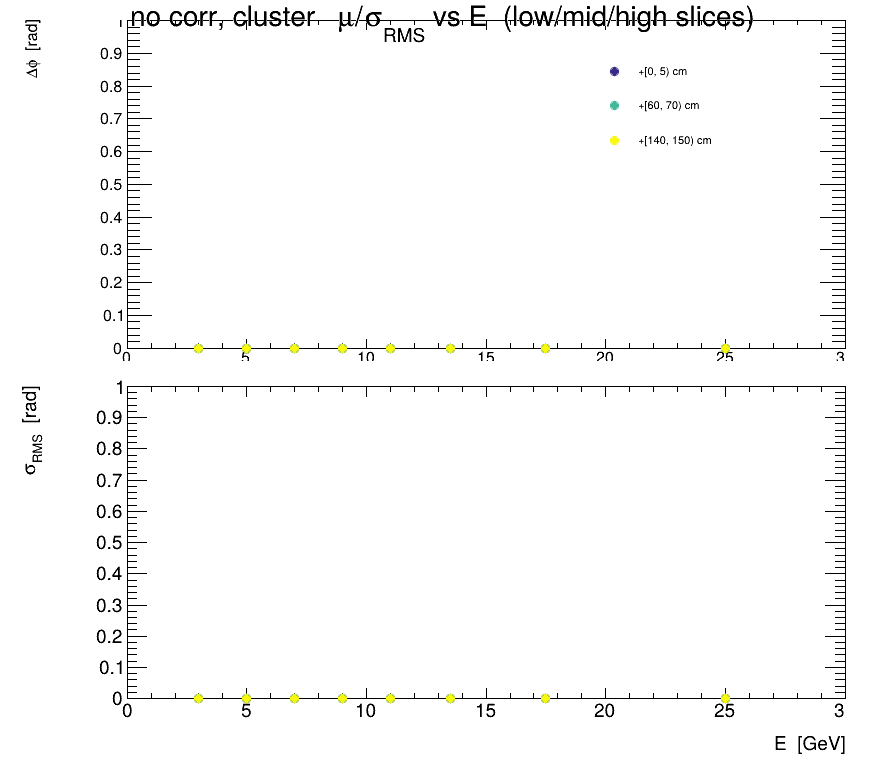 no corr, cluster μ/σRMS vs E (low/mid/high slices)
Δϕ [rad]
1
0.9
0.8
0.7
0.6
0.5
0.4
0.3
0.2
0.1
0
+[0, 5) cm
+[60, 70) cm
+[140, 150) cm
0 5 10 15 20 25 3
σRMS [rad]
1
0.9
0.8
0.7
0.6
0.5
0.4
0.3
0.2
0.1
0
0 5 10 15 20 25 3
E [GeV]